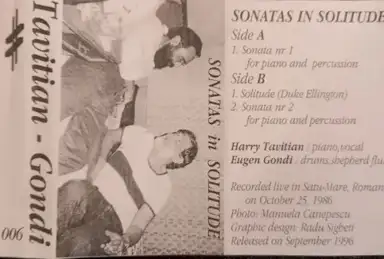 Tavitian - Gondi
006
SONATAS in SOLITUDE
SONATAS IN SOLITUDE
Side A
1. Sonata nr 1
for piano and percussion
Side B
1. Solitude (Duke Ellington)
2. Sonata nr 2
for piano and percussion
Harry Tavitian : piano, vocal
Eugen Gondi : drums, shepherd flu
Recorded live in Satu-Mare, Roman
on October 25, 1986
Photo: Manuela Canepescu
Graphic design: Radu Sigheti
Released on September 1996